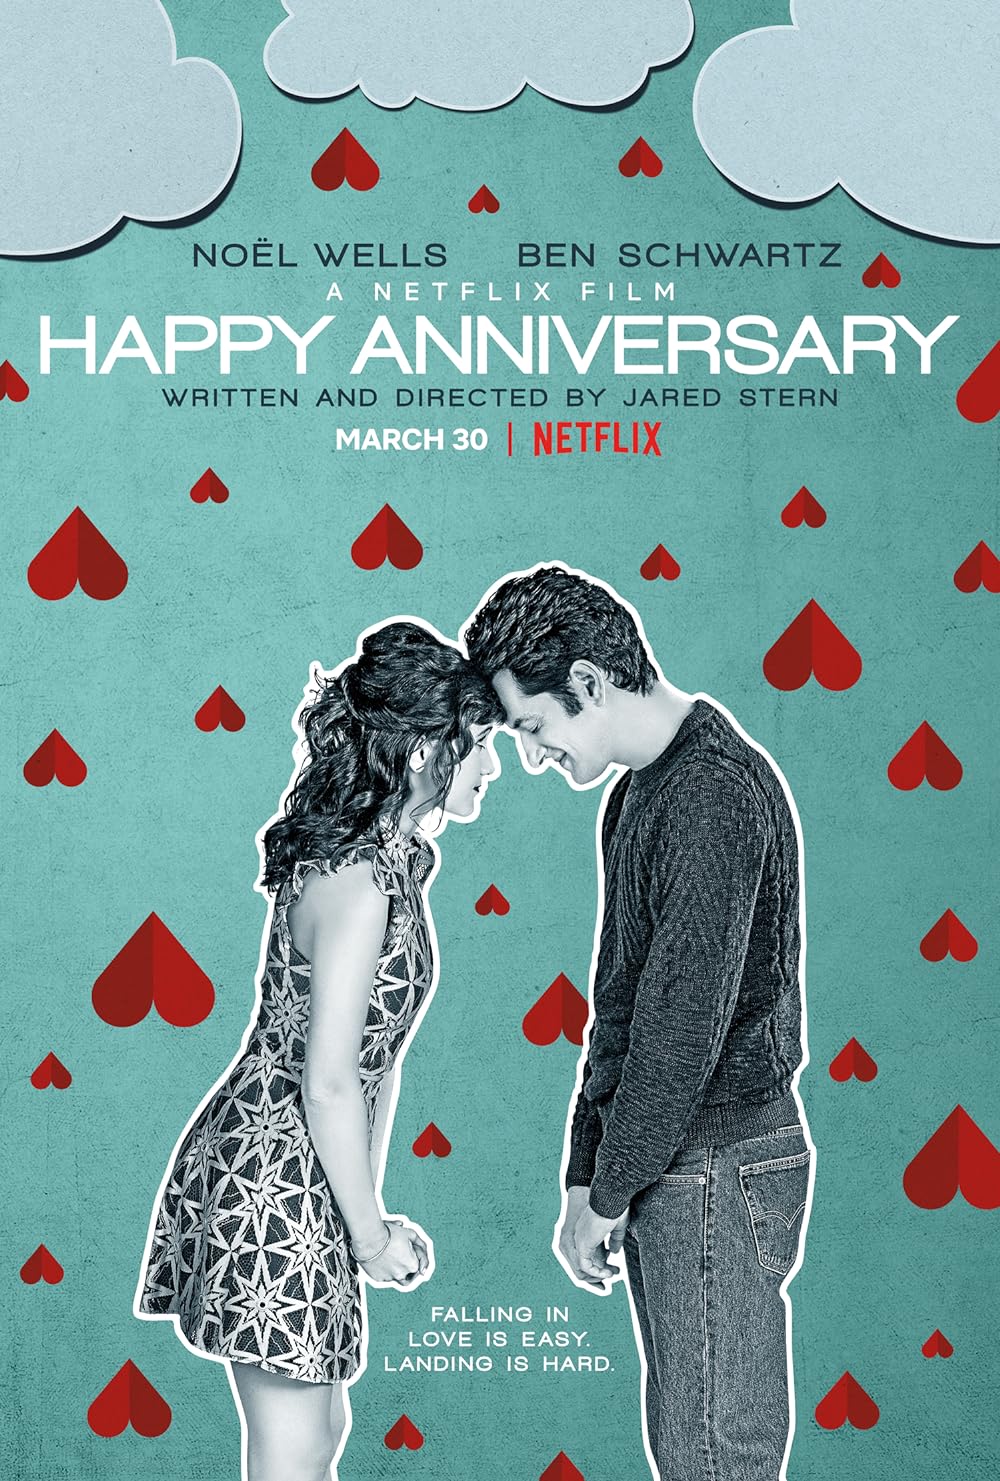 NOËL WELLS BEN SCHWARTZ
A NETFLIX FILM
HAPPY ANNIVERSARY
WRITTEN AND DIRECTED BY JARED STERN
MARCH 30 | NETFLIX
FALLING IN
LOVE IS EASY.
LANDING IS HARD.